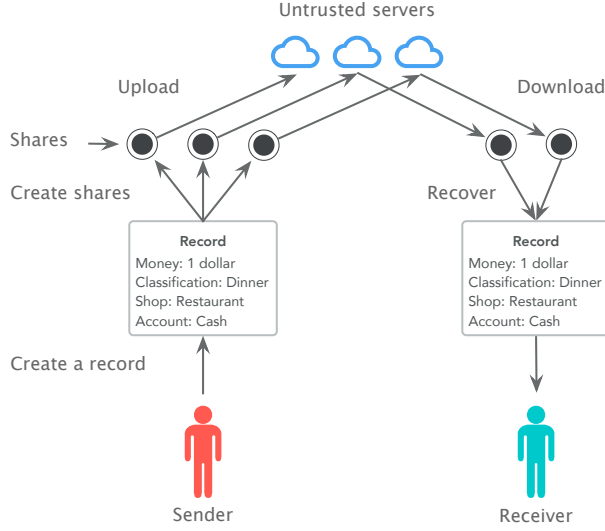 Untrusted servers
Upload
Download
Shares
Create shares
Recover
Record
Money: 1 dollar
Classification: Dinner
Shop: Restaurant
Account: Cash
Record
Money: 1 dollar
Classification: Dinner
Shop: Restaurant
Account: Cash
Create a record
Sender
Receiver